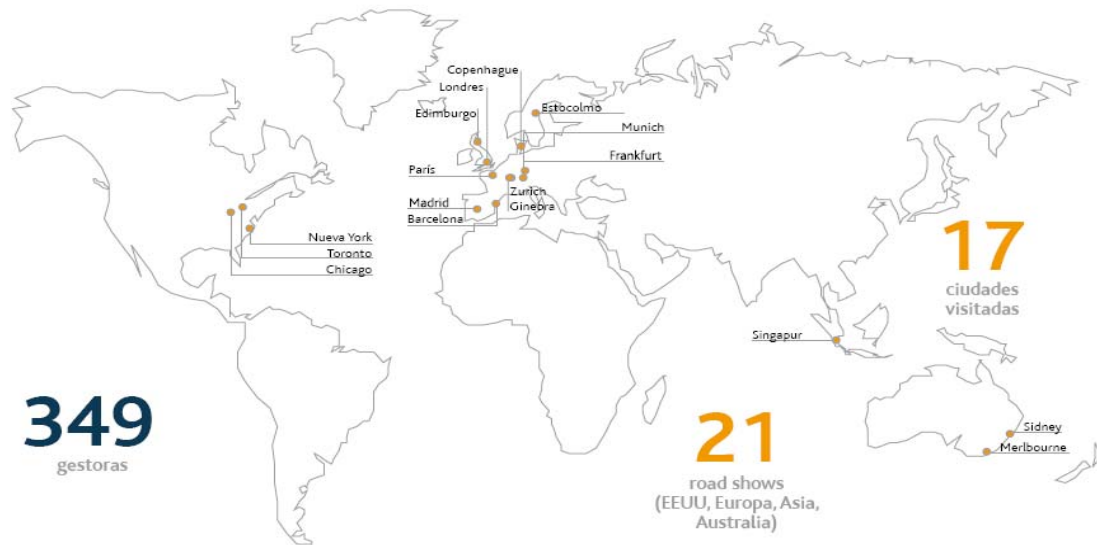 Copenhague
Londres
Edimburgo
Estocolmo
Munich
Frankfurt
París
Zurich
Madrid
Ginebra
Barcelona
Nueva York
Toronto
Chicago
17
ciudades
visitadas
Singapur
349
gestoras
21
road shows
(EEUU, Europa, Asia,
Australia)
Sidney
Merlbourne